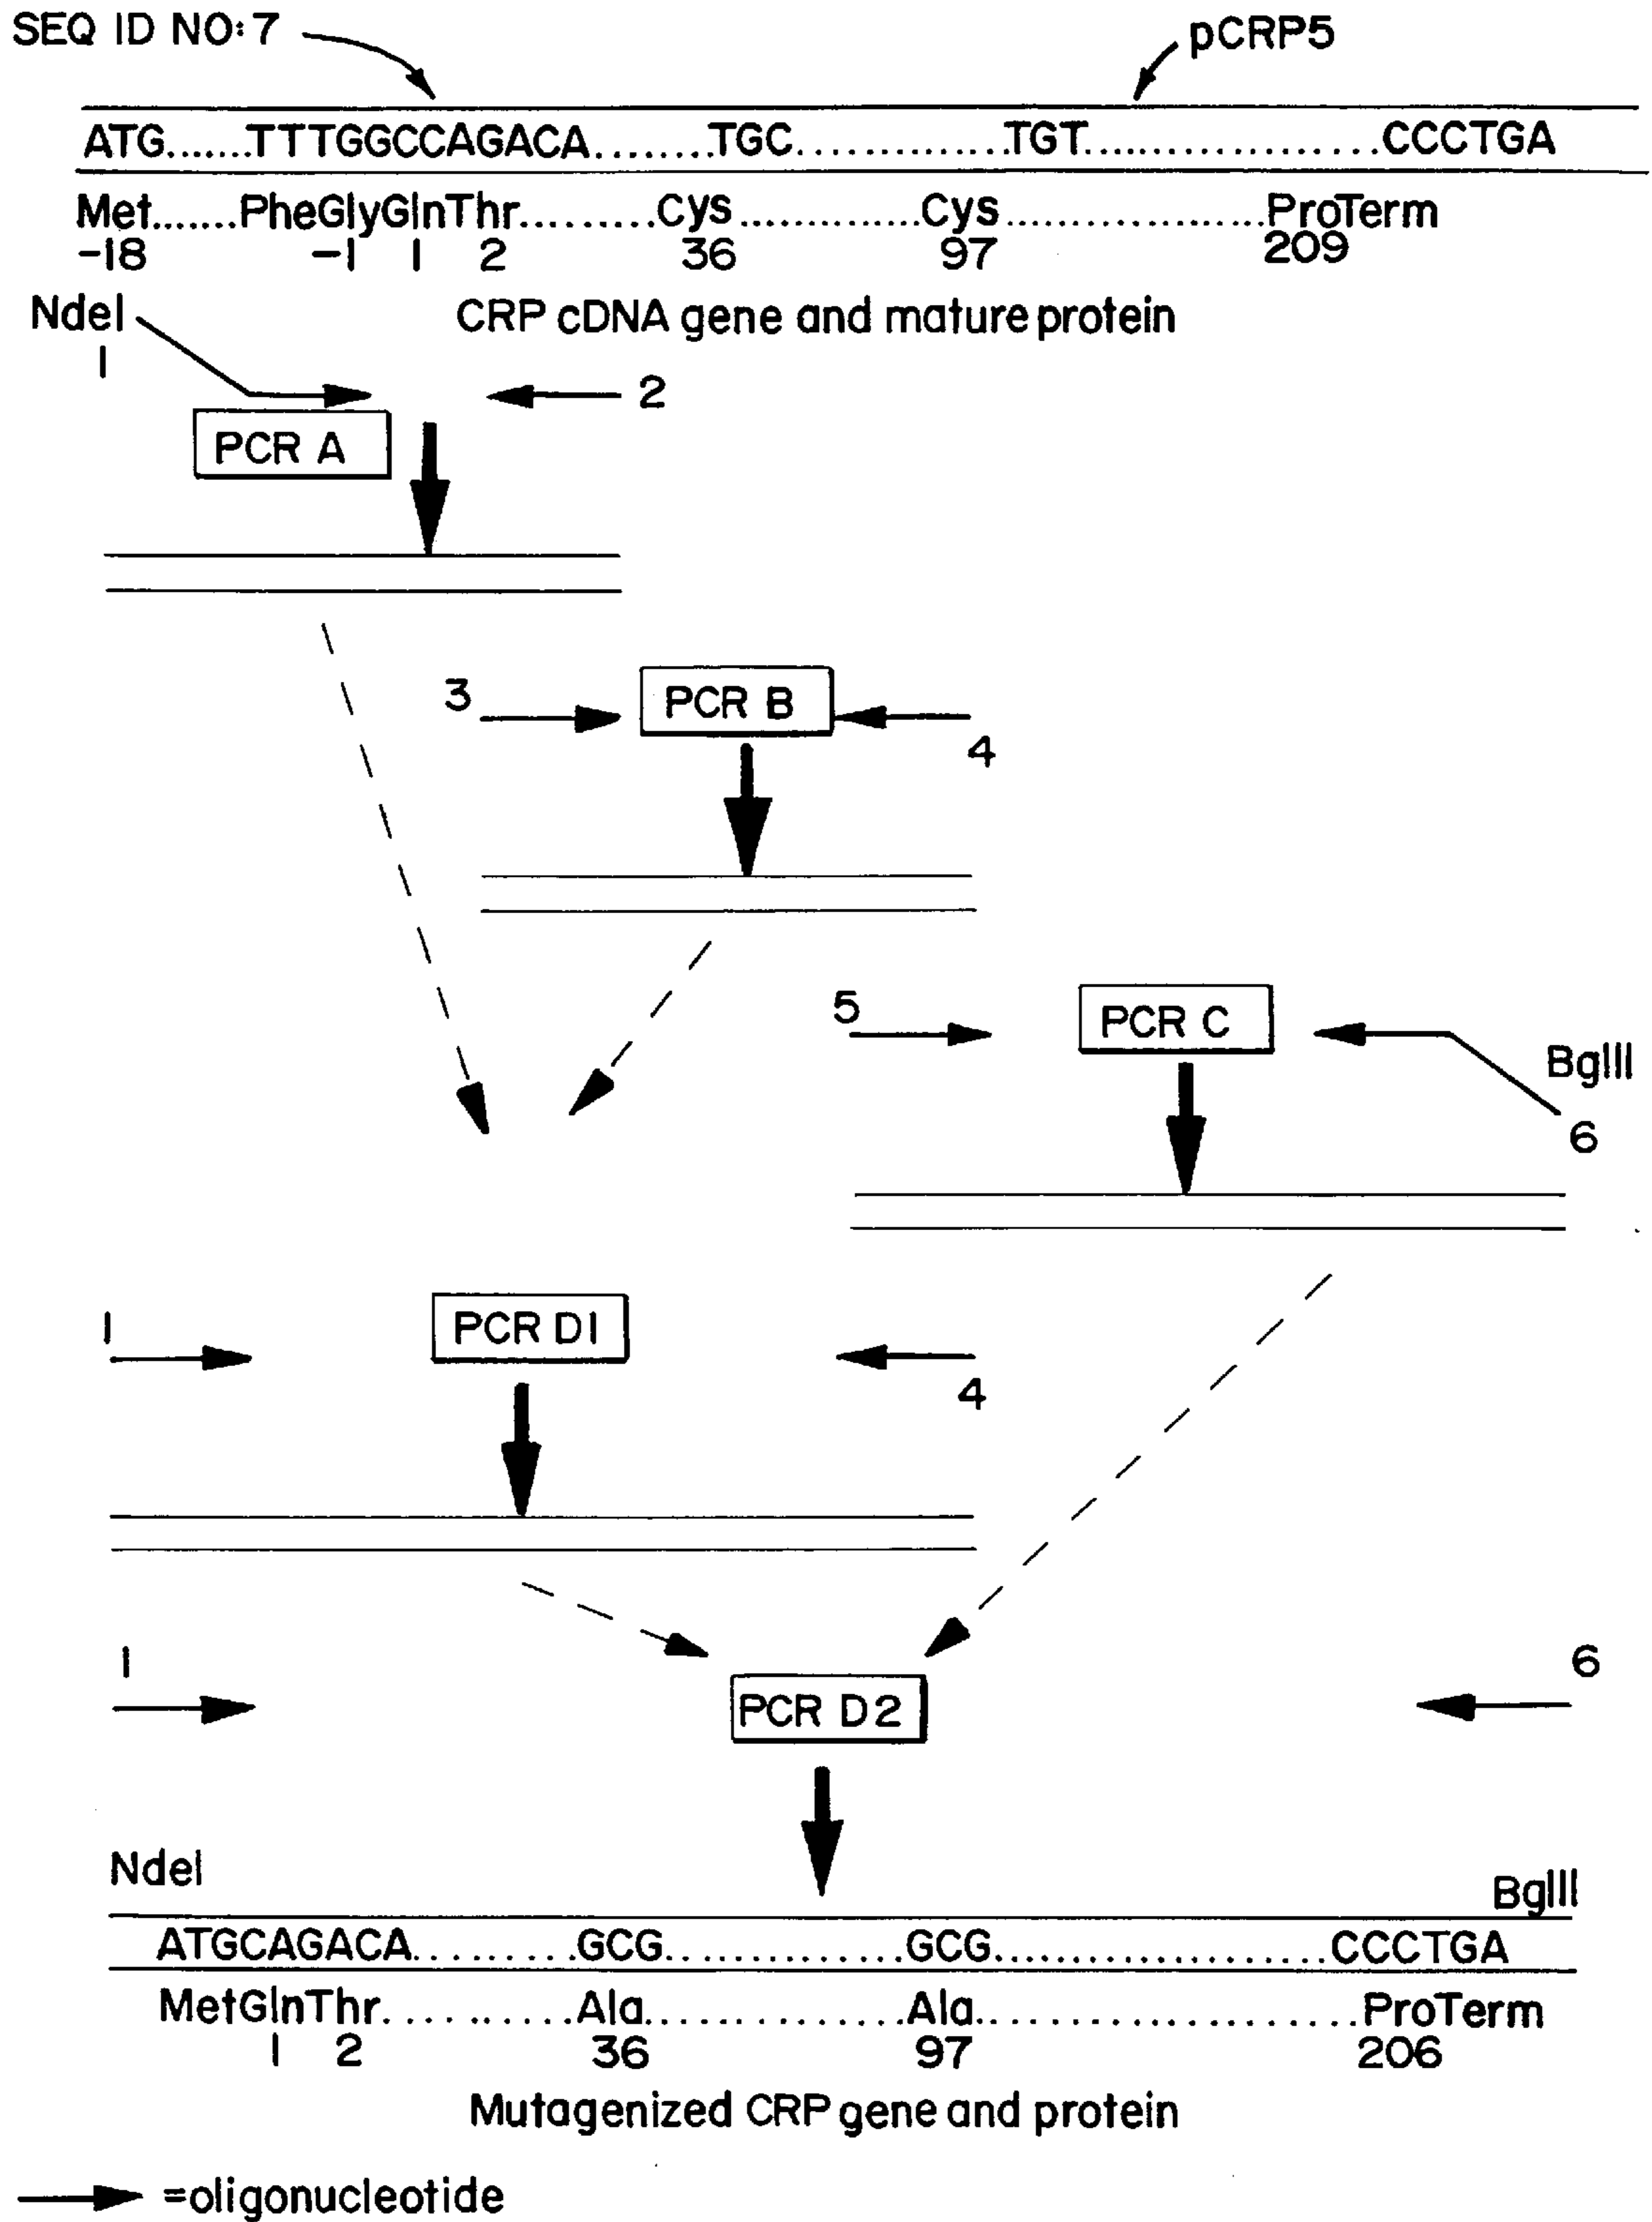 SEQ ID NO:7
pCRP5
ATG.......TTTGGCCAGACA.........TGC..............TGT...................CCCTGA
Met.......PheGlyGlnThr.........Cys.............Cys...................ProTerm
-18 -1 1 2 36 97 209
NdeI
CRP cDNA gene and mature protein
1
2
PCR A
3
PCR B
4
5
PCR C
BglII
6
1
PCR D1
4
1
6
PCR D2
NdeI
BglII
ATGCAGACA..........GCG..............GCG....................CCCTGA
MetGlnThr..........Ala..............Ala....................ProTerm
1 2 36 97 206
Mutagenized CRP gene and protein
=oligonucleotide